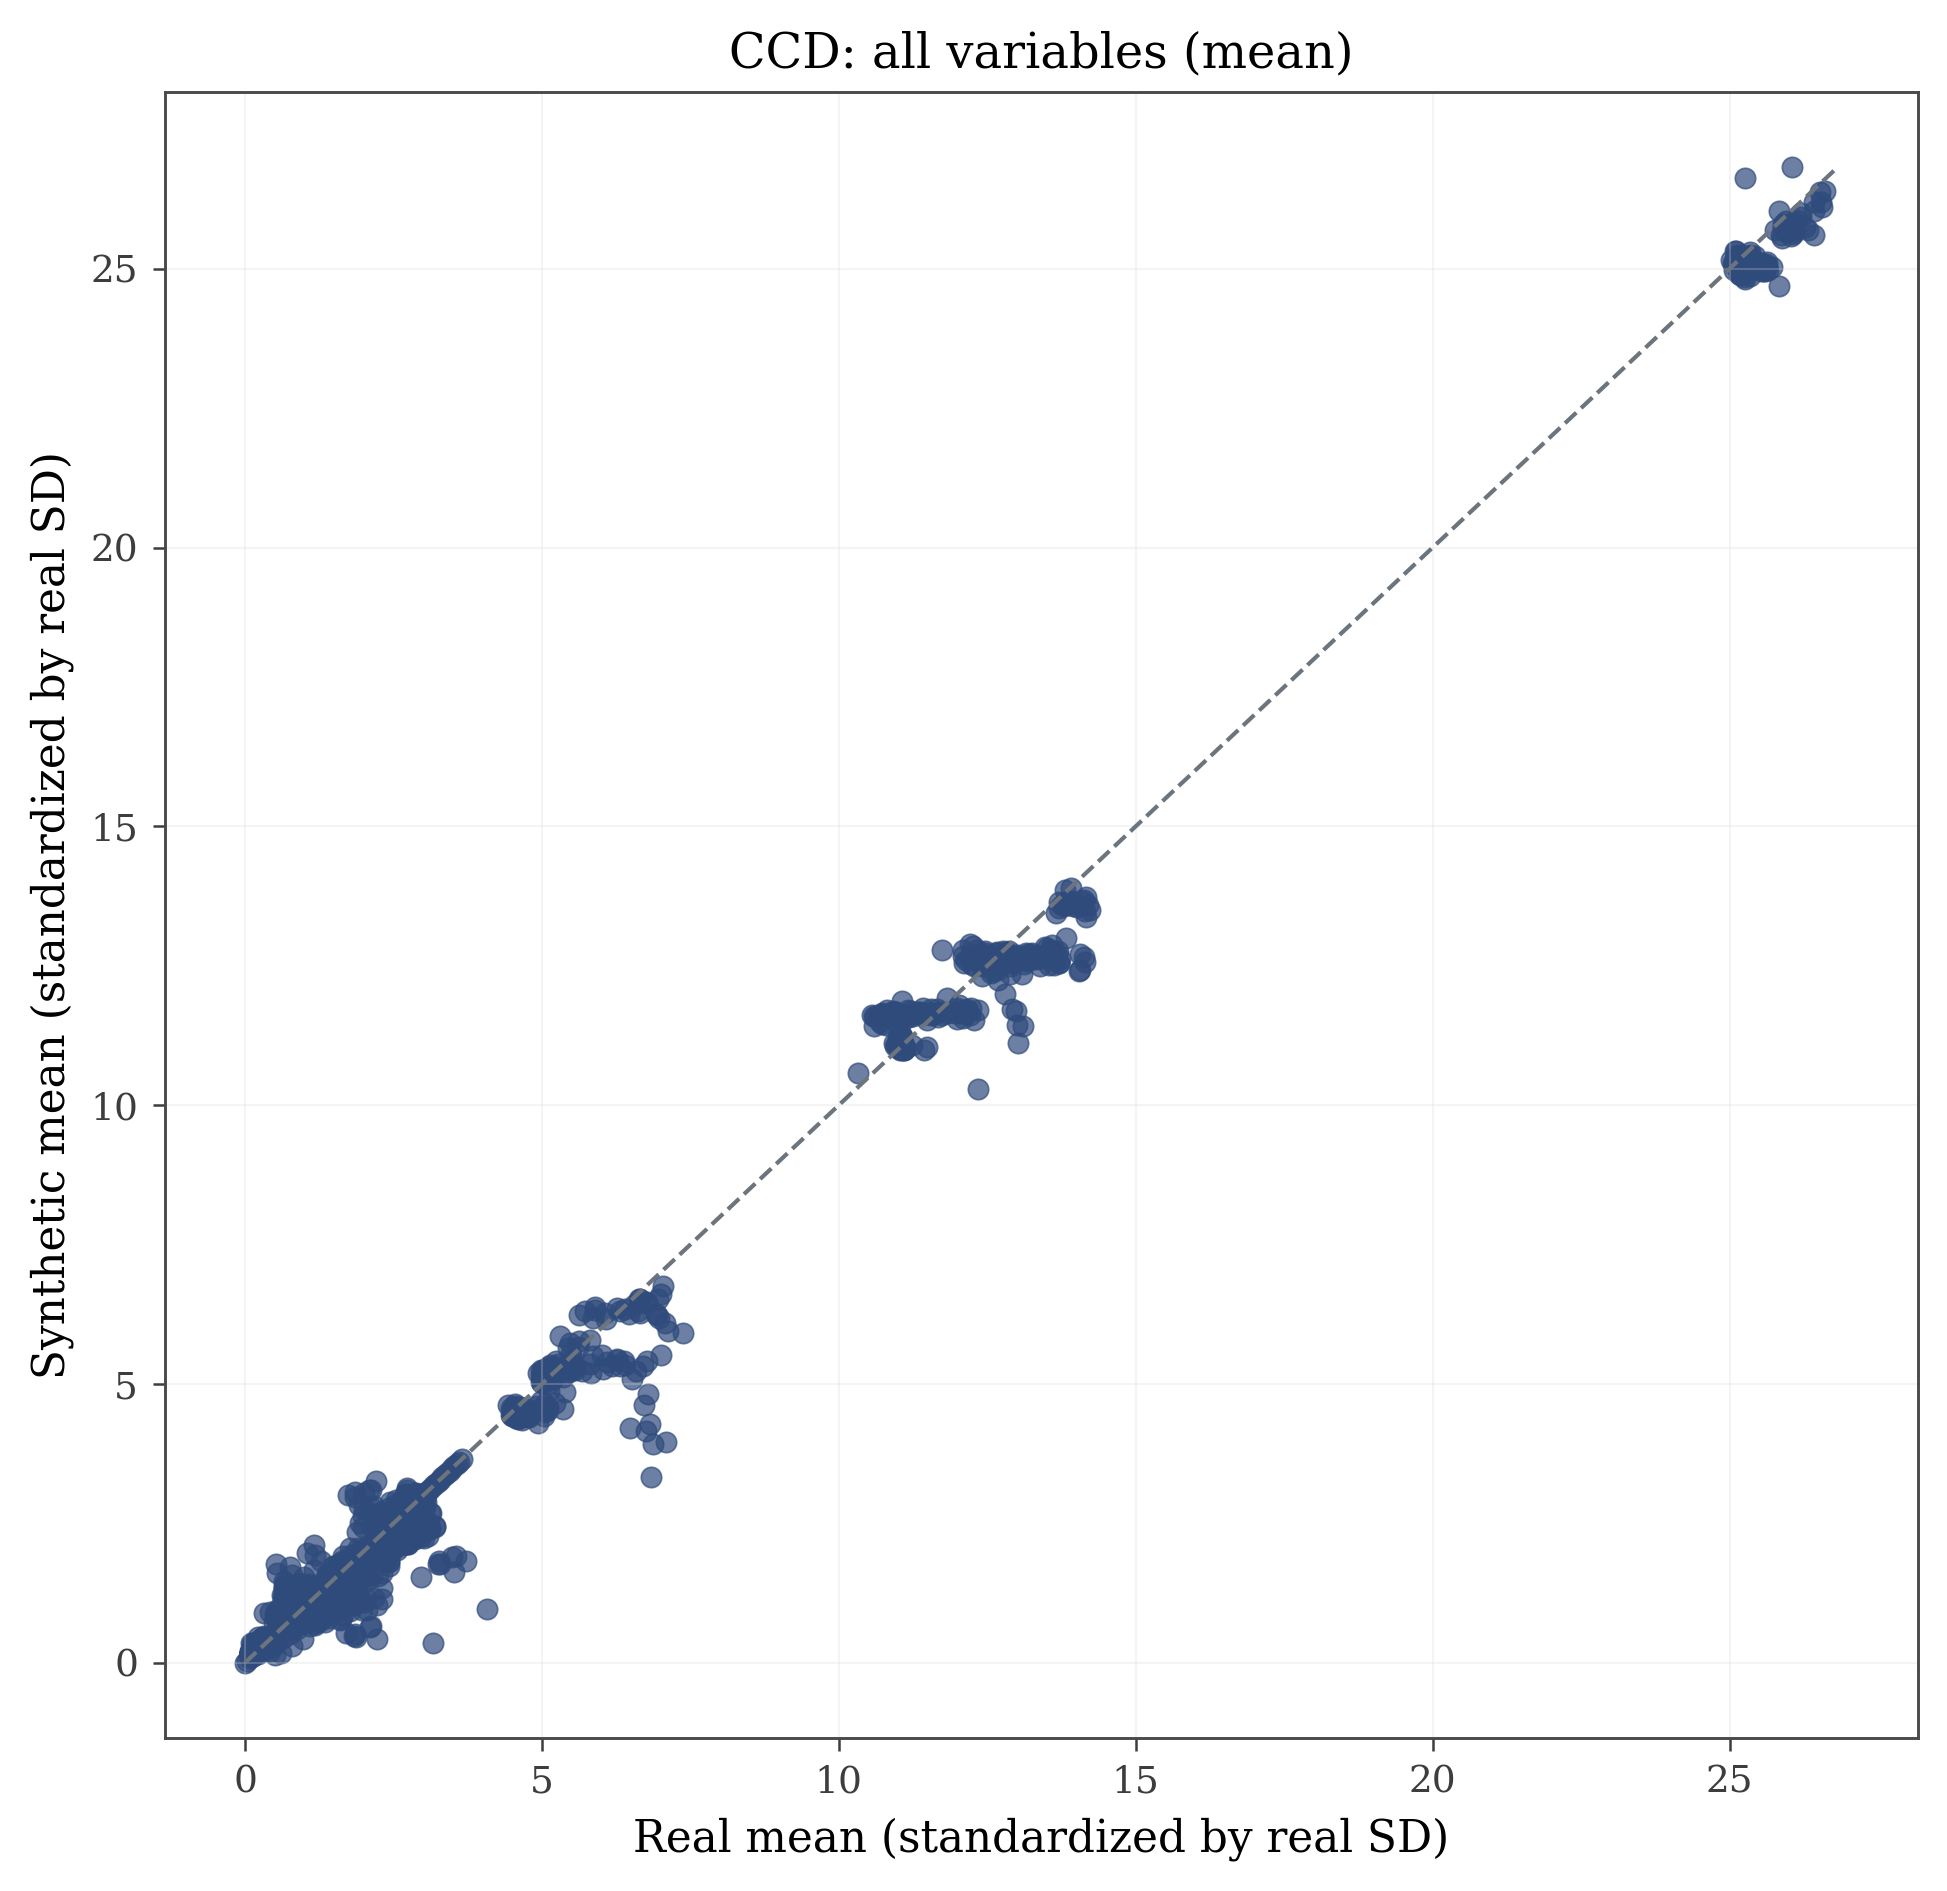 CCD: all variables (mean)
Synthetic mean (standardized by real SD)
25
20
15
10
5
0
0 5 10 15 20 25
Real mean (standardized by real SD)